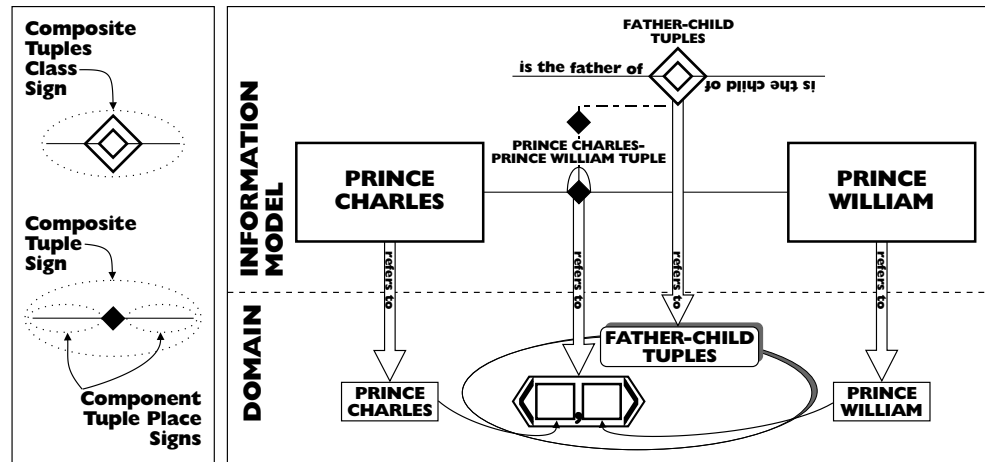 Composite
Tuples
Class
Sign
Composite
Tuple
Sign
Component
Tuple Place
Signs
INFORMATION
MODEL
DOMAIN
FATHER-CHILD
TUPLES
is the father of
is the child of
PRINCE CHARLES-
PRINCE WILLIAM TUPLE
PRINCE
CHARLES
PRINCE
WILLIAM
refers to
refers to
refers to
refers to
FATHER-CHILD
TUPLES
PRINCE
CHARLES
,
PRINCE
WILLIAM